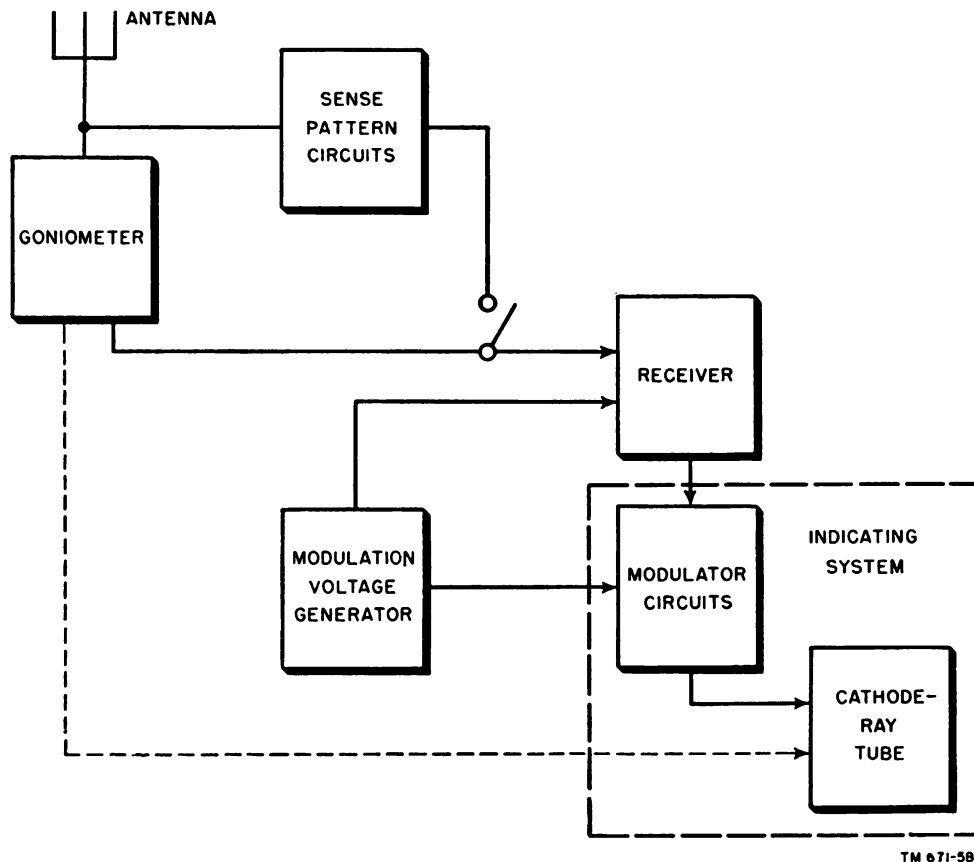 ANTENNA
SENSE
PATTERN
CIRCUITS
GONIOMETER
RECEIVER
MODULATION
VOLTAGE
GENERATOR
MODULATOR
CIRCUITS
INDICATING
SYSTEM
CATHODE-
RAY
TUBE
TM 671-58